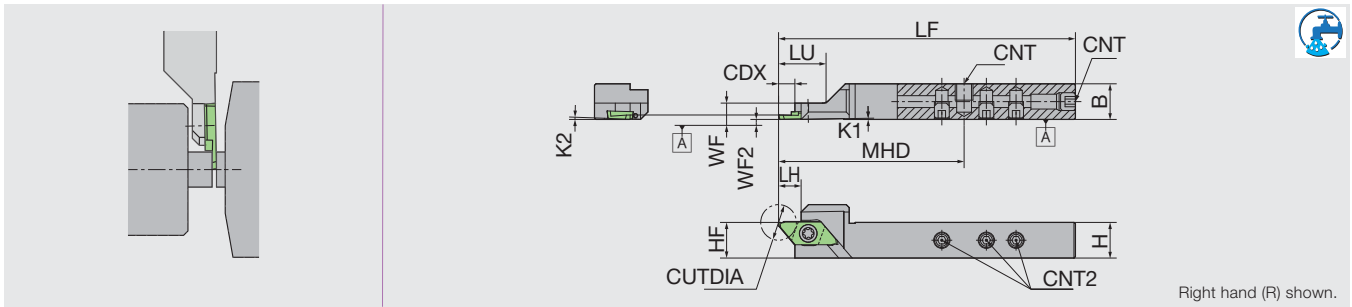 LF
LU
CNT
CNT
CDX
B
K2
A
WF
WF2
K1
A
MHD
LH
HF
H
CUTDIA
CNT2
Right hand (R) shown.